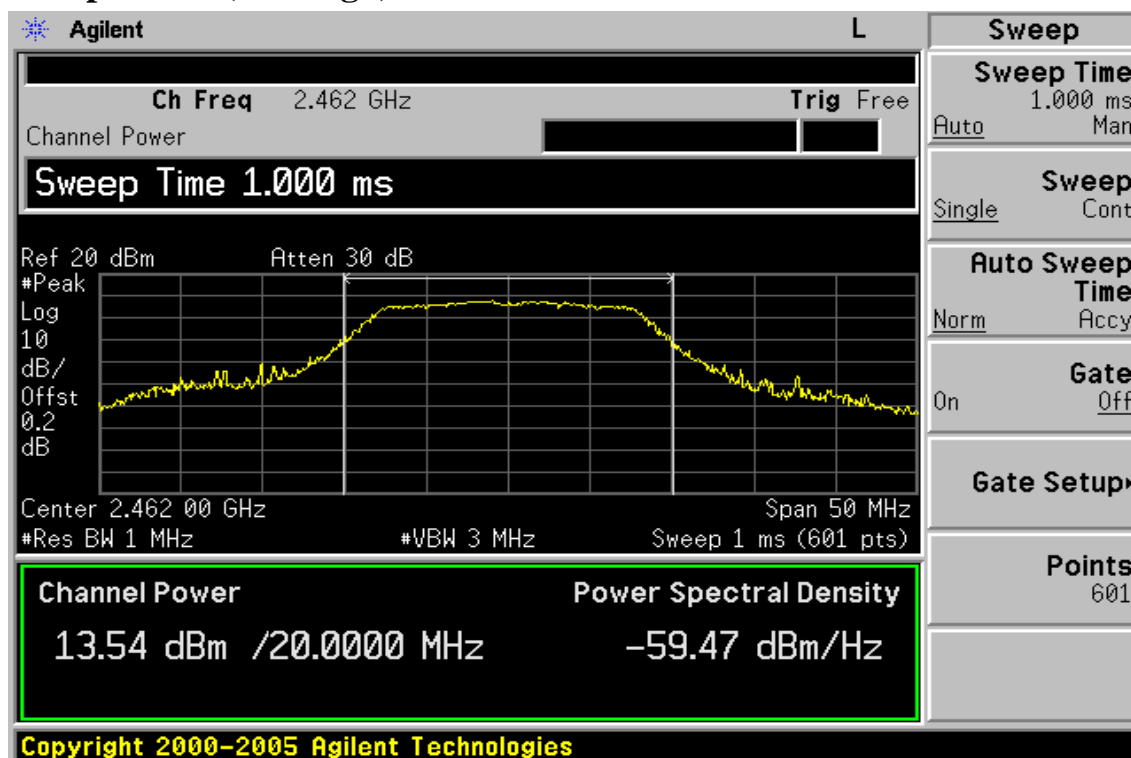 Agilent L Sweep
Ch Freq 2.462 GHz Trig Free
Channel Power
Sweep Time 1.000 ms
Ref 20 dBm Atten 30 dB
#Peak
Log
10
dB/
Offst
0.2
dB
Center 2.462 00 GHz Span 50 MHz
#Res BW 1 MHz #VBW 3 MHz Sweep 1 ms (601 pts)
Channel Power Power Spectral Density
13.54 dBm /20.0000 MHz -59.47 dBm/Hz
Copyright 2000-2005 Agilent Technologies
Sweep Time
1.000 ms
Auto Man
Sweep
Single Cont
Auto Sweep
Time
Norm Accy
Gate
On Off
Gate Setup
Points
601